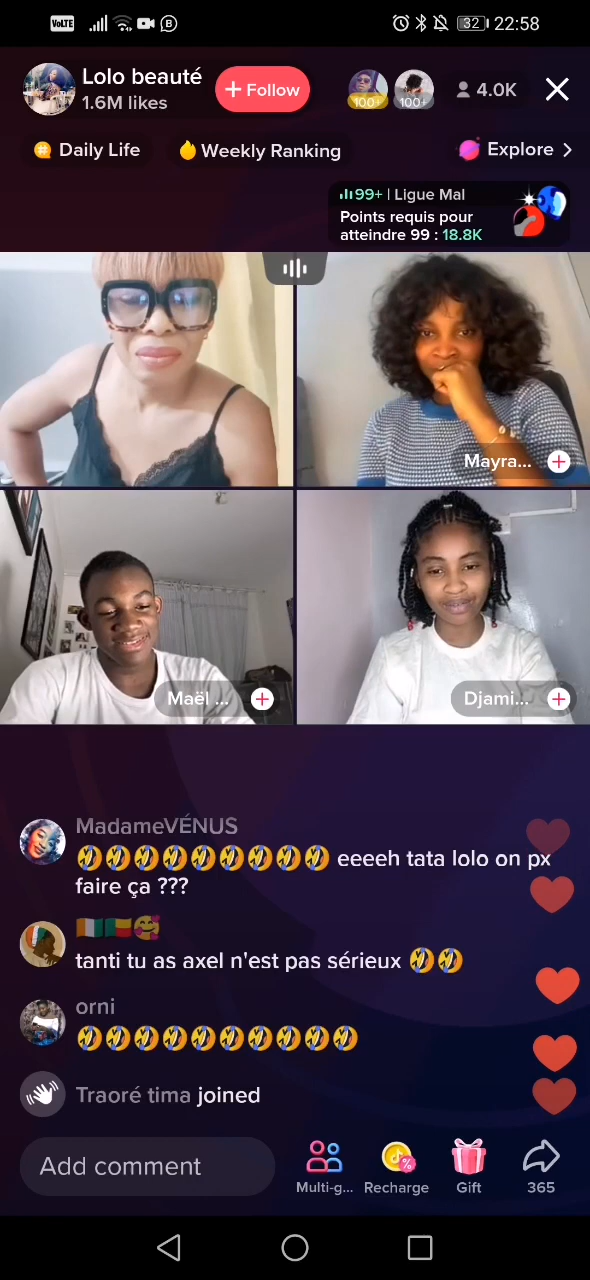 VoLTE
B
32
22:58
Lolo beauté
1.6M likes
+ Follow
100+
100+
4.0K
Daily Life
Weekly Ranking
Explore
99+ | Ligue Mal
Points requis pour
atteindre 99 : 18.8K
Mayra...
Maël ...
Djami...
MadameVÉNUS
🤣🤣🤣🤣🤣🤣🤣🤣🤣 eeeeh tata lolo on px
faire ça ???
🇨🇮🇧🇯🥰
tanti tu as axel n'est pas sérieux 🤣🤣
orni
🤣🤣🤣🤣🤣🤣🤣🤣🤣🤣
Traoré tima joined
Add comment
Multi-g...
Recharge
Gift
365